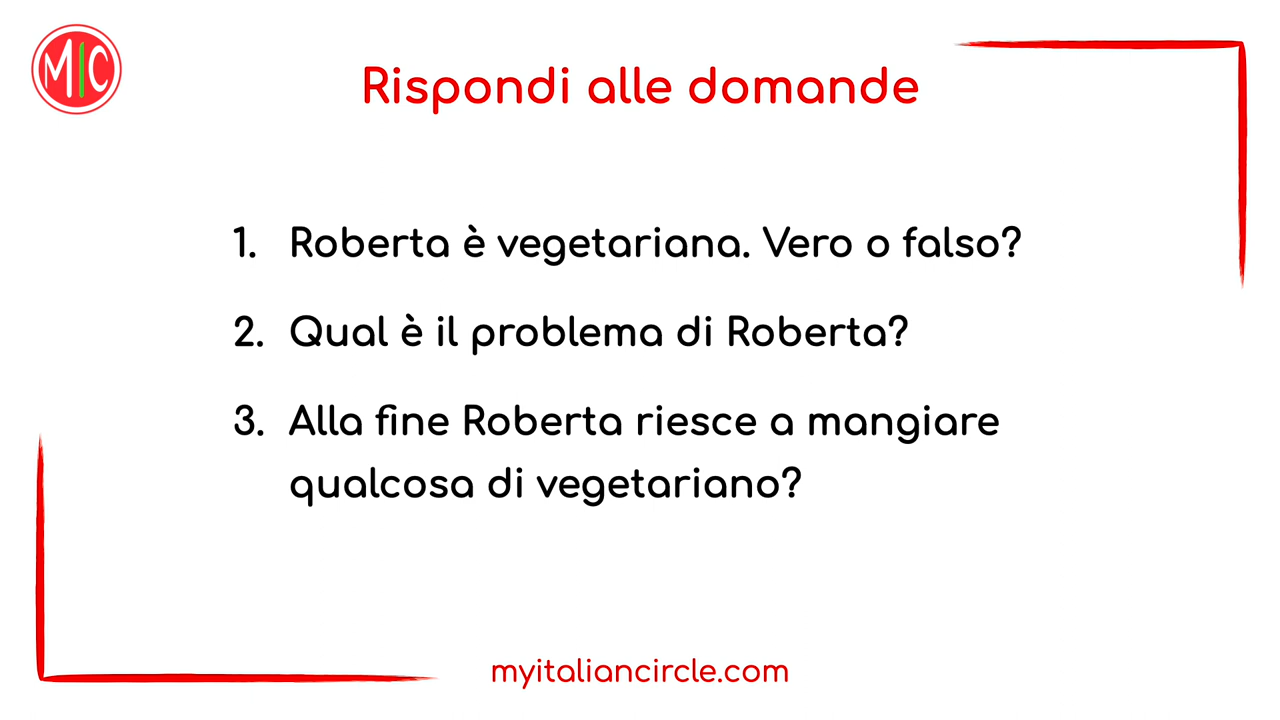 MIC
Rispondi alle domande
1. Roberta è vegetariana. Vero o falso?
2. Qual è il problema di Roberta?
3. Alla fine Roberta riesce a mangiare
qualcosa di vegetariano?
myitaliancircle.com